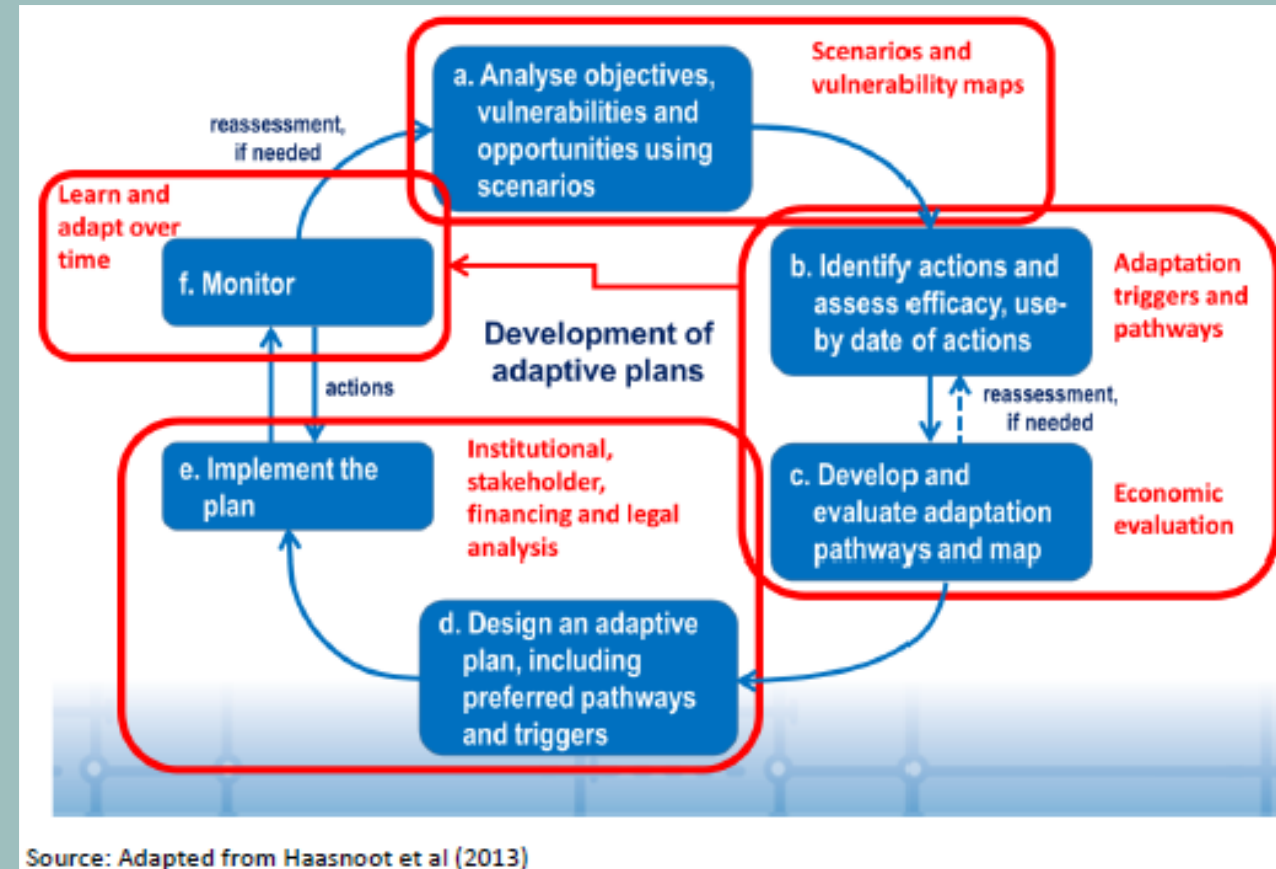 a. Analyse objectives,
vulnerabilities and
opportunities using
scenarios
Scenarios and
vulnerability maps
reassessment,
if needed
Learn and
adapt over
time
f. Monitor
b. Identify actions and
assess efficacy, use-
by date of actions
Adaptation
triggers and
pathways
Development of
adaptive plans
actions
reassessment,
if needed
e. Implement the
plan
Institutional,
stakeholder,
financing and legal
analysis
c. Develop and
evaluate adaptation
pathways and map
Economic
evaluation
d. Design an adaptive
plan, including
preferred pathways
and triggers
Source: Adapted from Haasnoot et al (2013)